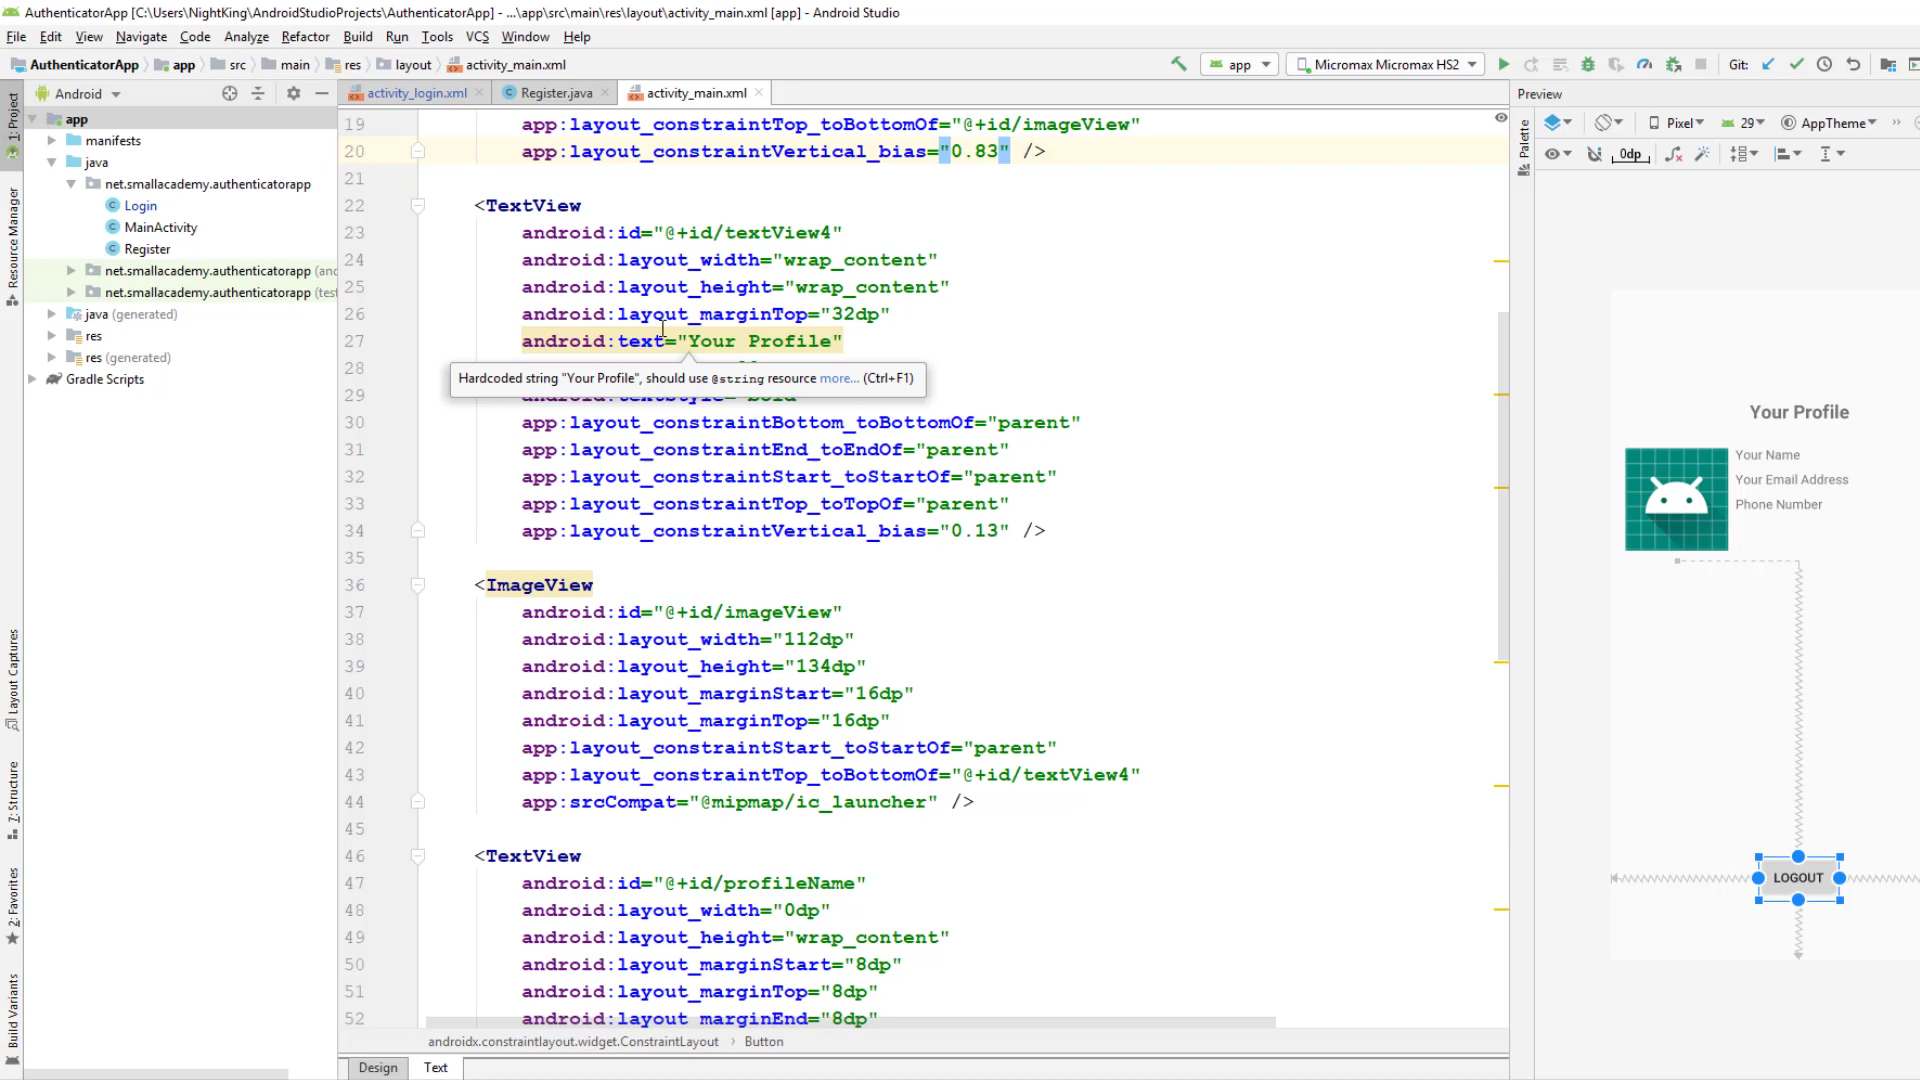 AuthenticatorApp [C:\Users\NightKing\AndroidStudioProjects\AuthenticatorApp] - ...\app\src\main\res\layout\activity_main.xml [app] - Android Studio
File Edit View Navigate Code Analyze Refactor Build Run Tools VCS Window Help
AuthenticatorApp app src main res layout activity_main.xml app Micromax Micromax HS2 Git:
Android activity_login.xml Register.java activity_main.xml Preview
1: Project
Resource Manager
Layout Captures
7: Structure
2: Favorites
Build Variants
app
manifests
java
net.smallacademy.authenticatorapp
Login
MainActivity
Register
net.smallacademy.authenticatorapp
net.smallacademy.authenticatorapp
java (generated)
res
res (generated)
Gradle Scripts
19 app:layout_constraintTop_toBottomOf="@+id/imageView"
20 app:layout_constraintVertical_bias="0.83" />
21
22 <TextView
23 android:id="@+id/textView4"
24 android:layout_width="wrap_content"
25 android:layout_height="wrap_content"
26 android:layout_marginTop="32dp"
27 android:text="Your Profile"
28
Hardcoded string "Your Profile", should use @string resource more... (Ctrl+F1)
29
30 app:layout_constraintBottom_toBottomOf="parent"
31 app:layout_constraintEnd_toEndOf="parent"
32 app:layout_constraintStart_toStartOf="parent"
33 app:layout_constraintTop_toTopOf="parent"
34 app:layout_constraintVertical_bias="0.13" />
35
36 <ImageView
37 android:id="@+id/imageView"
38 android:layout_width="112dp"
39 android:layout_height="134dp"
40 android:layout_marginStart="16dp"
41 android:layout_marginTop="16dp"
42 app:layout_constraintStart_toStartOf="parent"
43 app:layout_constraintTop_toBottomOf="@+id/textView4"
44 app:srcCompat="@mipmap/ic_launcher" />
45
46 <TextView
47 android:id="@+id/profileName"
48 android:layout_width="0dp"
49 android:layout_height="wrap_content"
50 android:layout_marginStart="8dp"
51 android:layout_marginTop="8dp"
52 android:layout_marginEnd="8dp"
androidx.constraintlayout.widget.ConstraintLayout › Button
Design Text
Palette
Pixel 29 AppTheme
0dp
Your Profile
Your Name
Your Email Address
Phone Number
LOGOUT